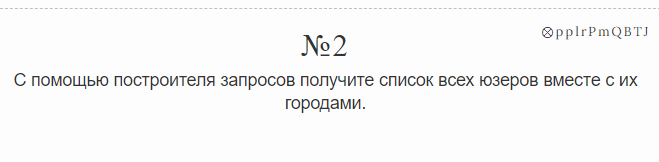 ⊗pplrPmQBTJ
№2
С помощью построителя запросов получите список всех юзеров вместе с их
городами.